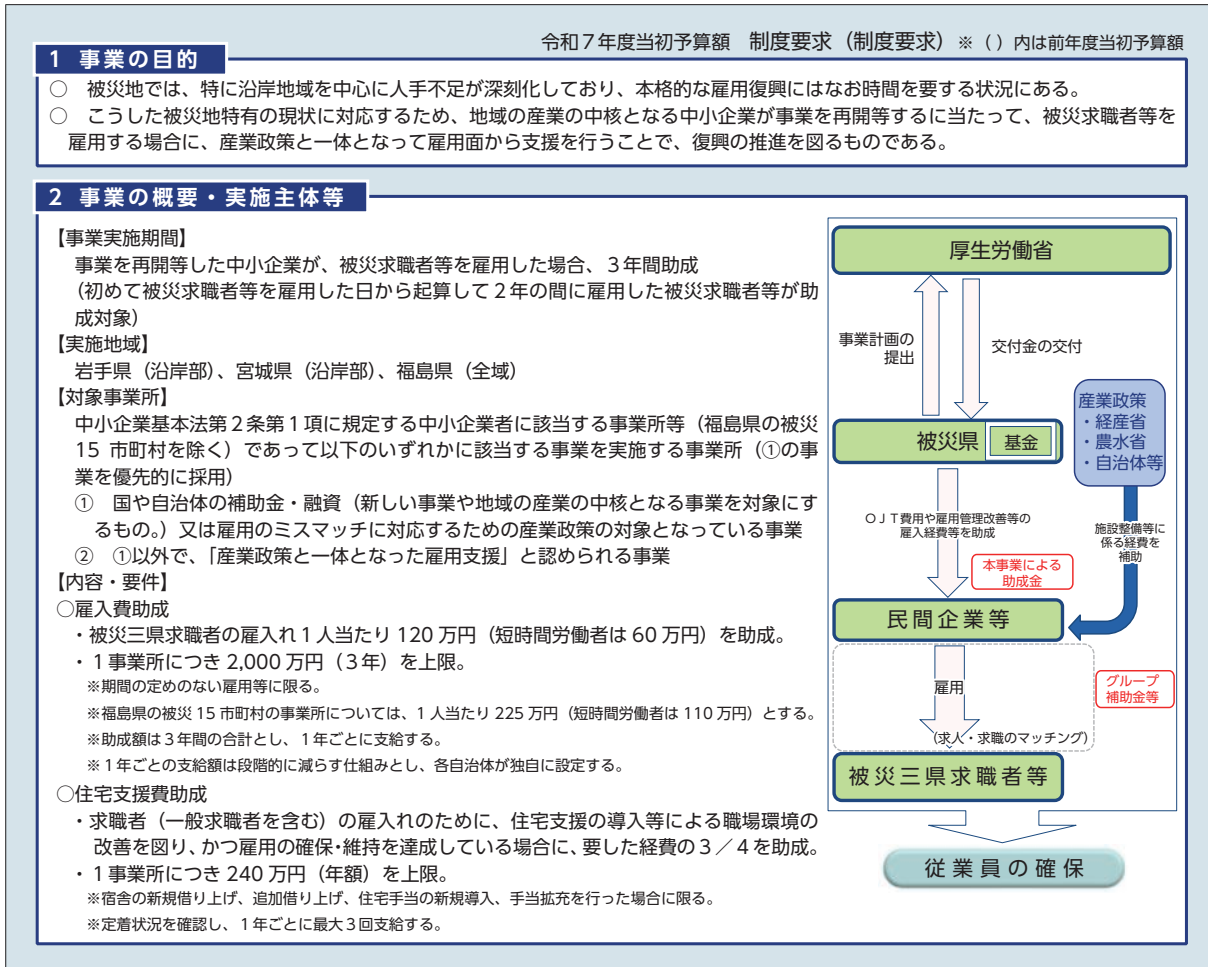 令和７年度当初予算額　制度要求（制度要求）※（）内は前年度当初予算額
1 事業の目的
○　被災地では、特に沿岸地域を中心に人手不足が深刻化しており、本格的な雇用復興にはなお時間を要する状況にある。
○　こうした被災地特有の現状に対応するため、地域の産業の中核となる中小企業が事業を再開等するに当たって、被災求職者等を
雇用する場合に、産業政策と一体となって雇用面から支援を行うことで、復興の推進を図るものである。
2 事業の概要・実施主体等
【事業実施期間】
事業を再開等した中小企業が、被災求職者等を雇用した場合、３年間助成
（初めて被災求職者等を雇用した日から起算して２年の間に雇用した被災求職者等が助
成対象）
【実施地域】
岩手県（沿岸部）、宮城県（沿岸部）、福島県（全域）
【対象事業所】
中小企業基本法第２条第１項に規定する中小企業者に該当する事業所等（福島県の被災
15 市町村を除く）であって以下のいずれかに該当する事業を実施する事業所（①の事
業を優先的に採用）
①　国や自治体の補助金・融資（新しい事業や地域の産業の中核となる事業を対象にす
るもの。）又は雇用のミスマッチに対応するための産業政策の対象となっている事業
②　①以外で、「産業政策と一体となった雇用支援」と認められる事業
【内容・要件】
○雇入費助成
・被災三県求職者の雇入れ１人当たり 120 万円（短時間労働者は 60 万円）を助成。
・１事業所につき 2,000 万円（３年）を上限。
※期間の定めのない雇用等に限る。
※福島県の被災 15 市町村の事業所については、１人当たり 225 万円（短時間労働者は 110 万円）とする。
※助成額は３年間の合計とし、１年ごとに支給する。
※１年ごとの支給額は段階的に減らす仕組みとし、各自治体が独自に設定する。
○住宅支援費助成
・求職者（一般求職者を含む）の雇入れのために、住宅支援の導入等による職場環境の
改善を図り、かつ雇用の確保・維持を達成している場合に、要した経費の３／４を助成。
・１事業所につき 240 万円（年額）を上限。
※宿舎の新規借り上げ、追加借り上げ、住宅手当の新規導入、手当拡充を行った場合に限る。
※定着状況を確認し、１年ごとに最大３回支給する。
厚生労働省
事業計画の
提出
交付金の交付
産業政策
・経産省
・農水省
・自治体等
被災県
基金
ＯＪＴ費用や雇用管理改善等の
雇入経費等を助成
施設整備等に
係る経費を
補助
本事業による
助成金
民間企業等
雇用
グループ
補助金等
（求人・求職のマッチング）
被災三県求職者等
従業員の確保